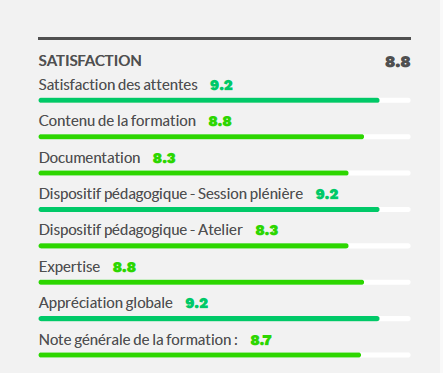 SATISFACTION 8.8
Satisfaction des attentes 9.2
Contenu de la formation 8.8
Documentation 8.3
Dispositif pédagogique - Session plénière 9.2
Dispositif pédagogique - Atelier 8.3
Expertise 8.8
Appréciation globale 9.2
Note générale de la formation : 8.7